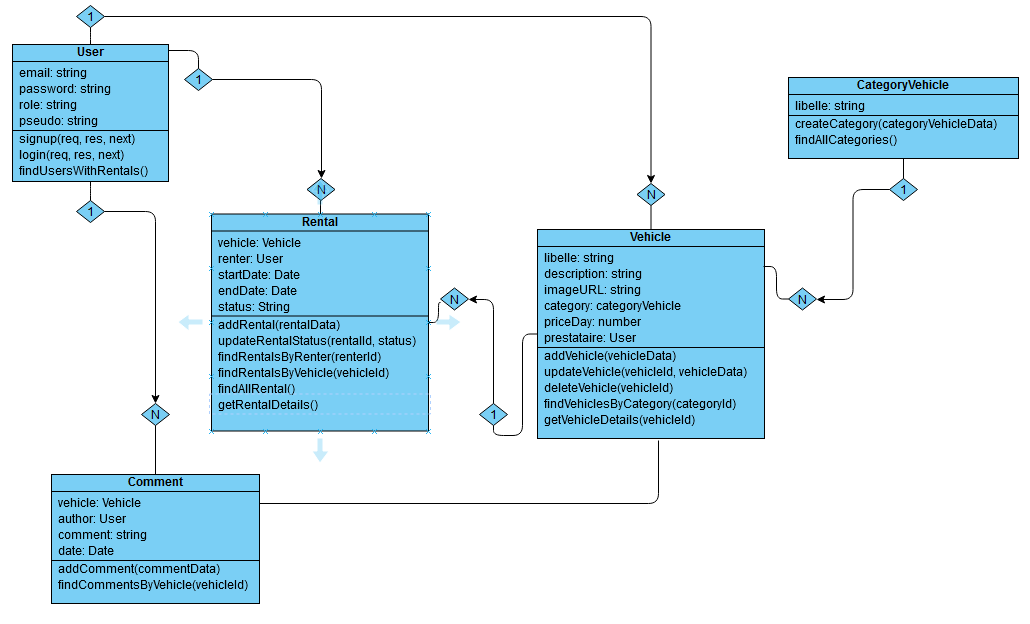 1
User
email: string
password: string
role: string
pseudo: string
signup(req, res, next)
login(req, res, next)
findUsersWithRentals()
1
1
N
Rental
vehicle: Vehicle
renter: User
startDate: Date
endDate: Date
status: String
addRental(rentalData)
updateRentalStatus(rentalId, status)
findRentalsByRenter(renterId)
findRentalsByVehicle(vehicleId)
findAllRental()
getRentalDetails()
N
1
N
Vehicle
libelle: string
description: string
imageURL: string
category: categoryVehicle
priceDay: number
prestataire: User
addVehicle(vehicleData)
updateVehicle(vehicleId, vehicleData)
deleteVehicle(vehicleId)
findVehiclesByCategory(categoryId)
getVehicleDetails(vehicleId)
CategoryVehicle
libelle: string
createCategory(categoryVehicleData)
findAllCategories()
1
N
N
Comment
vehicle: Vehicle
author: User
comment: string
date: Date
addComment(commentData)
findCommentsByVehicle(vehicleId)